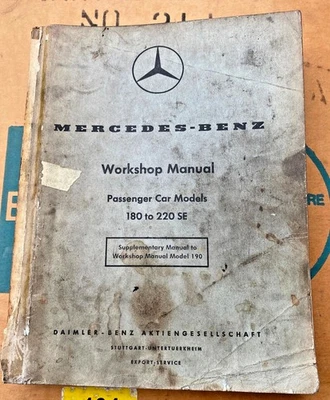 NO.
MERCEDES-BENZ
Workshop Manual
Passenger Car Models
180 to 220 SE
Supplementary Manual to
Workshop Manual Model 190
DAIMLER-BENZ AKTIENGESELLSCHAFT
STUTTGART-UNTERTÜRKHEIM
EXPORT SERVICE